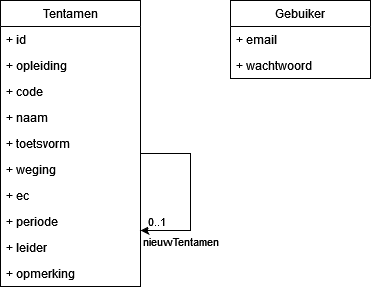 Tentamen
+ id
+ opleiding
+ code
+ naam
+ toetsvorm
+ weging
+ ec
+ periode
+ leider
+ opmerking
0..1
nieuwTentamen
Gebuiker
+ email
+ wachtwoord